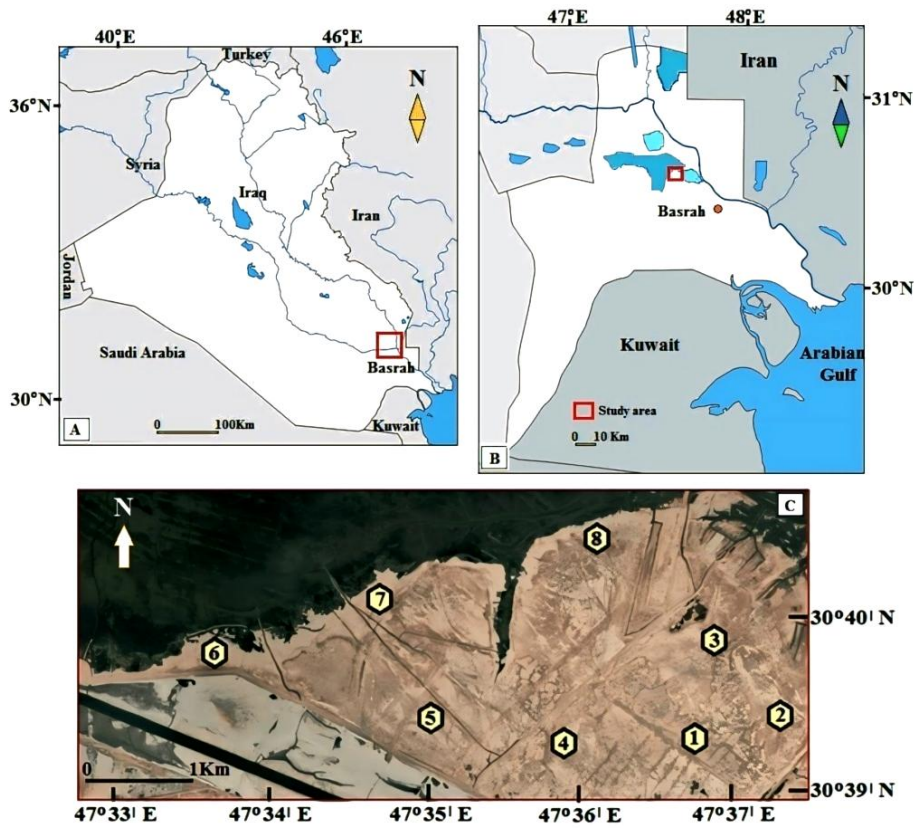 40°E
46°E
36°N
30°N
Turkey
N
Syria
Iraq
Iran
Jordan
Saudi Arabia
Basrah
Kuwait
0 100Km
A
47°E
48°E
31°N
30°N
Iran
N
Basrah
Kuwait
Arabian
Gulf
Study area
0 10 Km
B
N
C
8
7
6
3
5
4
1
2
0 1Km
30°40' N
30°39' N
47°33' E
47°34' E
47°35' E
47°36' E
47°37' E